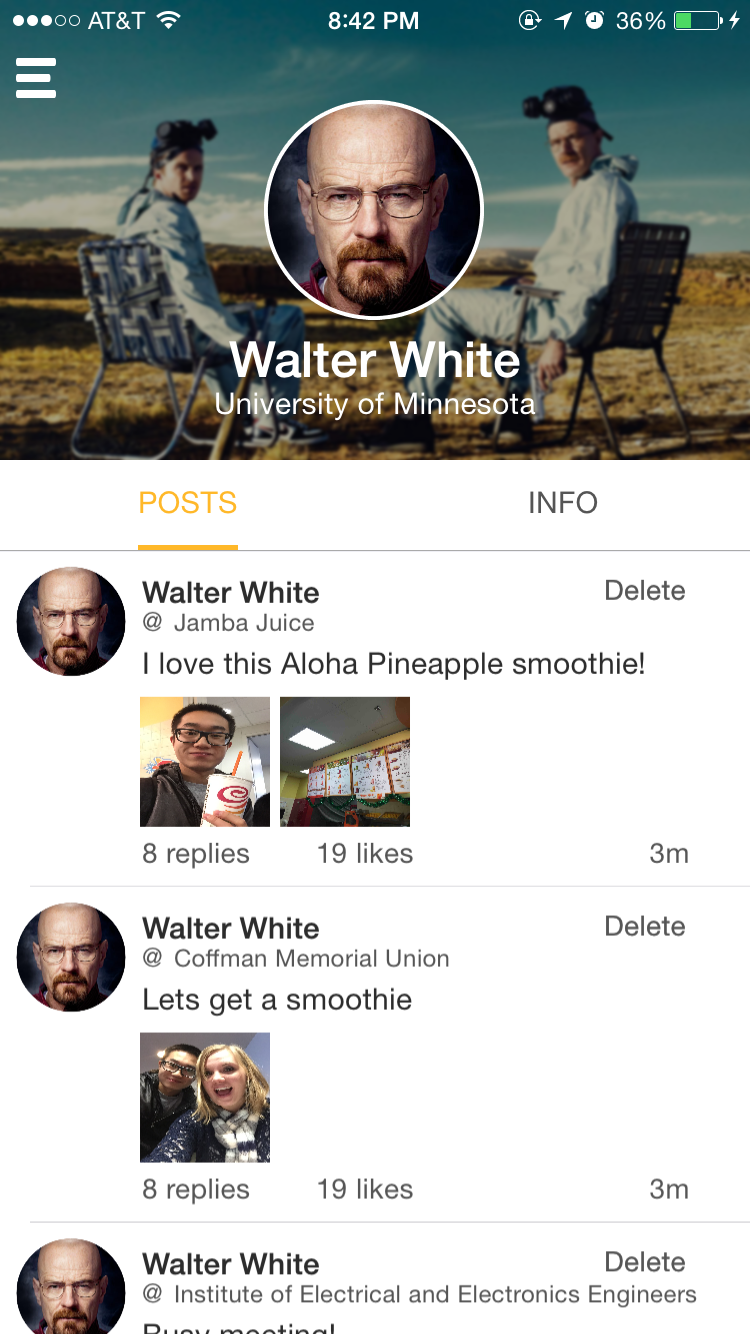 AT&T 8:42 PM 36%
Walter White
University of Minnesota
POSTS INFO
Walter White Delete
@ Jamba Juice
I love this Aloha Pineapple smoothie!
8 replies 19 likes 3m
Walter White Delete
@ Coffman Memorial Union
Lets get a smoothie
8 replies 19 likes 3m
Walter White Delete
@ Institute of Electrical and Electronics Engineers
Busy meeting!